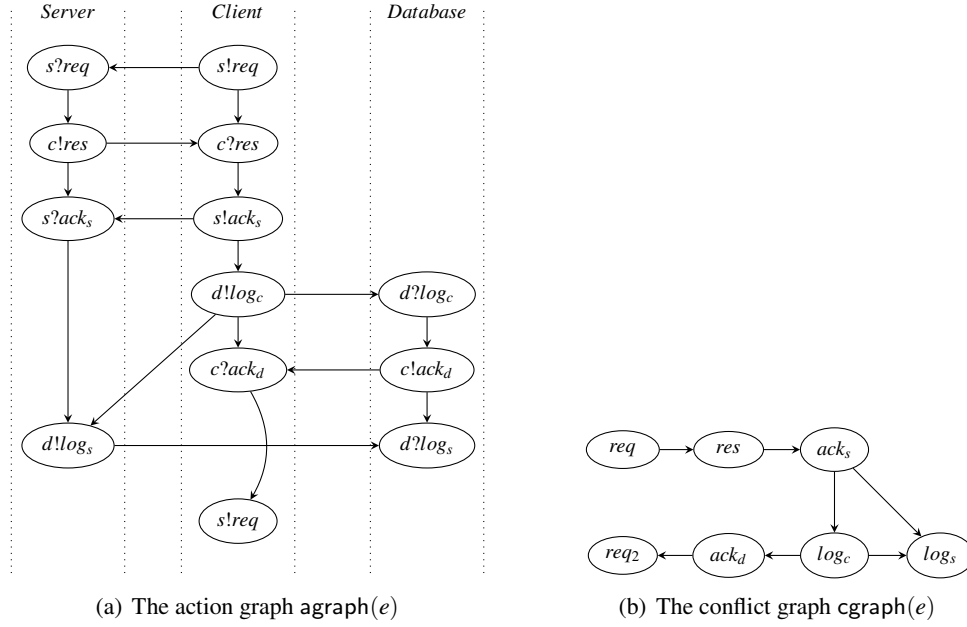 Server Client Database
s?req s!req
c!res c?res
s?ack_s s!ack_s
d!log_c d?log_c
c?ack_d c!ack_d
d!log_s d?log_s
s!req
req res ack_s
req_2 ack_d log_c log_s
(a) The action graph agraph(e)
(b) The conflict graph cgraph(e)